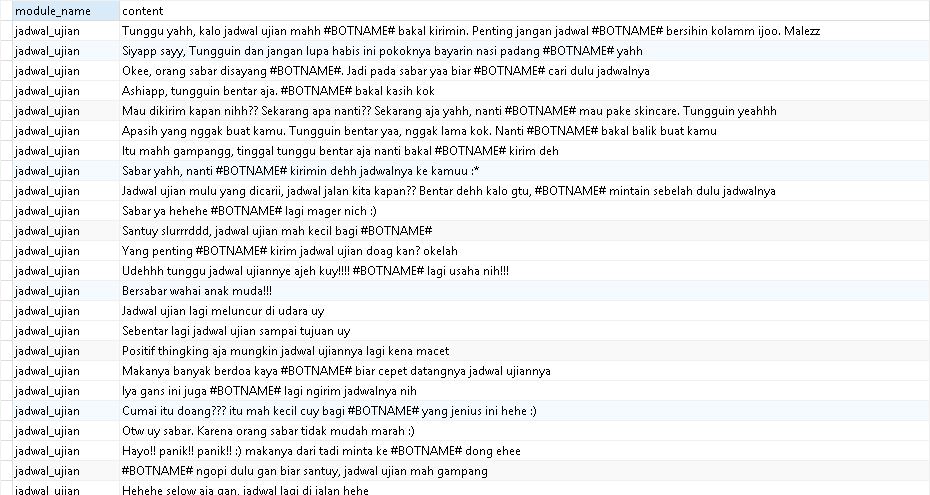 module_name content
jadwal_ujian Tunggu yahh, kalo jadwal ujian mahh #BOTNAME# bakal kirimin. Penting jangan jadwal #BOTNAME# bersihin kolamm ijoo. Malezz
jadwal_ujian Siyapp sayy, Tungguin dan jangan lupa habis ini pokoknya bayarin nasi padang #BOTNAME# yahh
jadwal_ujian Okee, orang sabar disayang #BOTNAME#. Jadi pada sabar yaa biar #BOTNAME# cari dulu jadwalnya
jadwal_ujian Ashiapp, tungguin bentar aja. #BOTNAME# bakal kasih kok
jadwal_ujian Mau dikirim kapan nihh?? Sekarang apa nanti?? Sekarang aja yahh, nanti #BOTNAME# mau pake skincare. Tungguin yeahhh
jadwal_ujian Apasih yang nggak buat kamu. Tungguin bentar yaa, nggak lama kok. Nanti #BOTNAME# bakal balik buat kamu
jadwal_ujian Itu mahh gampangg, tinggal tunggu bentar aja nanti bakal #BOTNAME# kirim deh
jadwal_ujian Sabar yahh, nanti #BOTNAME# kirimin dehh jadwalnya ke kamuu :*
jadwal_ujian Jadwal ujian mulu yang dicarii, jadwal jalan kita kapan?? Bentar dehh kalo gtu, #BOTNAME# mintain sebelah dulu jadwalnya
jadwal_ujian Sabar ya hehehe #BOTNAME# lagi mager nich :)
jadwal_ujian Santuy slurrrddd, jadwal ujian mah kecil bagi #BOTNAME#
jadwal_ujian Yang penting #BOTNAME# kirim jadwal ujian doag kan? okelah
jadwal_ujian Udehhh tunggu jadwal ujiannye ajeh kuy!!!! #BOTNAME# lagi usaha nih!!!
jadwal_ujian Bersabar wahai anak muda!!!
jadwal_ujian Jadwal ujian lagi meluncur di udara uy
jadwal_ujian Sebentar lagi jadwal ujian sampai tujuan uy
jadwal_ujian Positif thingking aja mungkin jadwal ujiannya lagi kena macet
jadwal_ujian Makanya banyak berdoa kaya #BOTNAME# biar cepet datangnya jadwal ujiannya
jadwal_ujian Iya gans ini juga #BOTNAME# lagi ngirim jadwalnya nih
jadwal_ujian Cumai itu doang??? itu mah kecil cuy bagi #BOTNAME# yang jenius ini hehe :)
jadwal_ujian Otw uy sabar. Karena orang sabar tidak mudah marah :)
jadwal_ujian Hayo!! panik!! panik!! :) makanya dari tadi minta ke #BOTNAME# dong ehee
jadwal_ujian #BOTNAME# ngopi dulu gan biar santuy, jadwal ujian mah gampang
jadwal_ujian Hehehe selow aja gan, jadwal lagi di jalan hehe